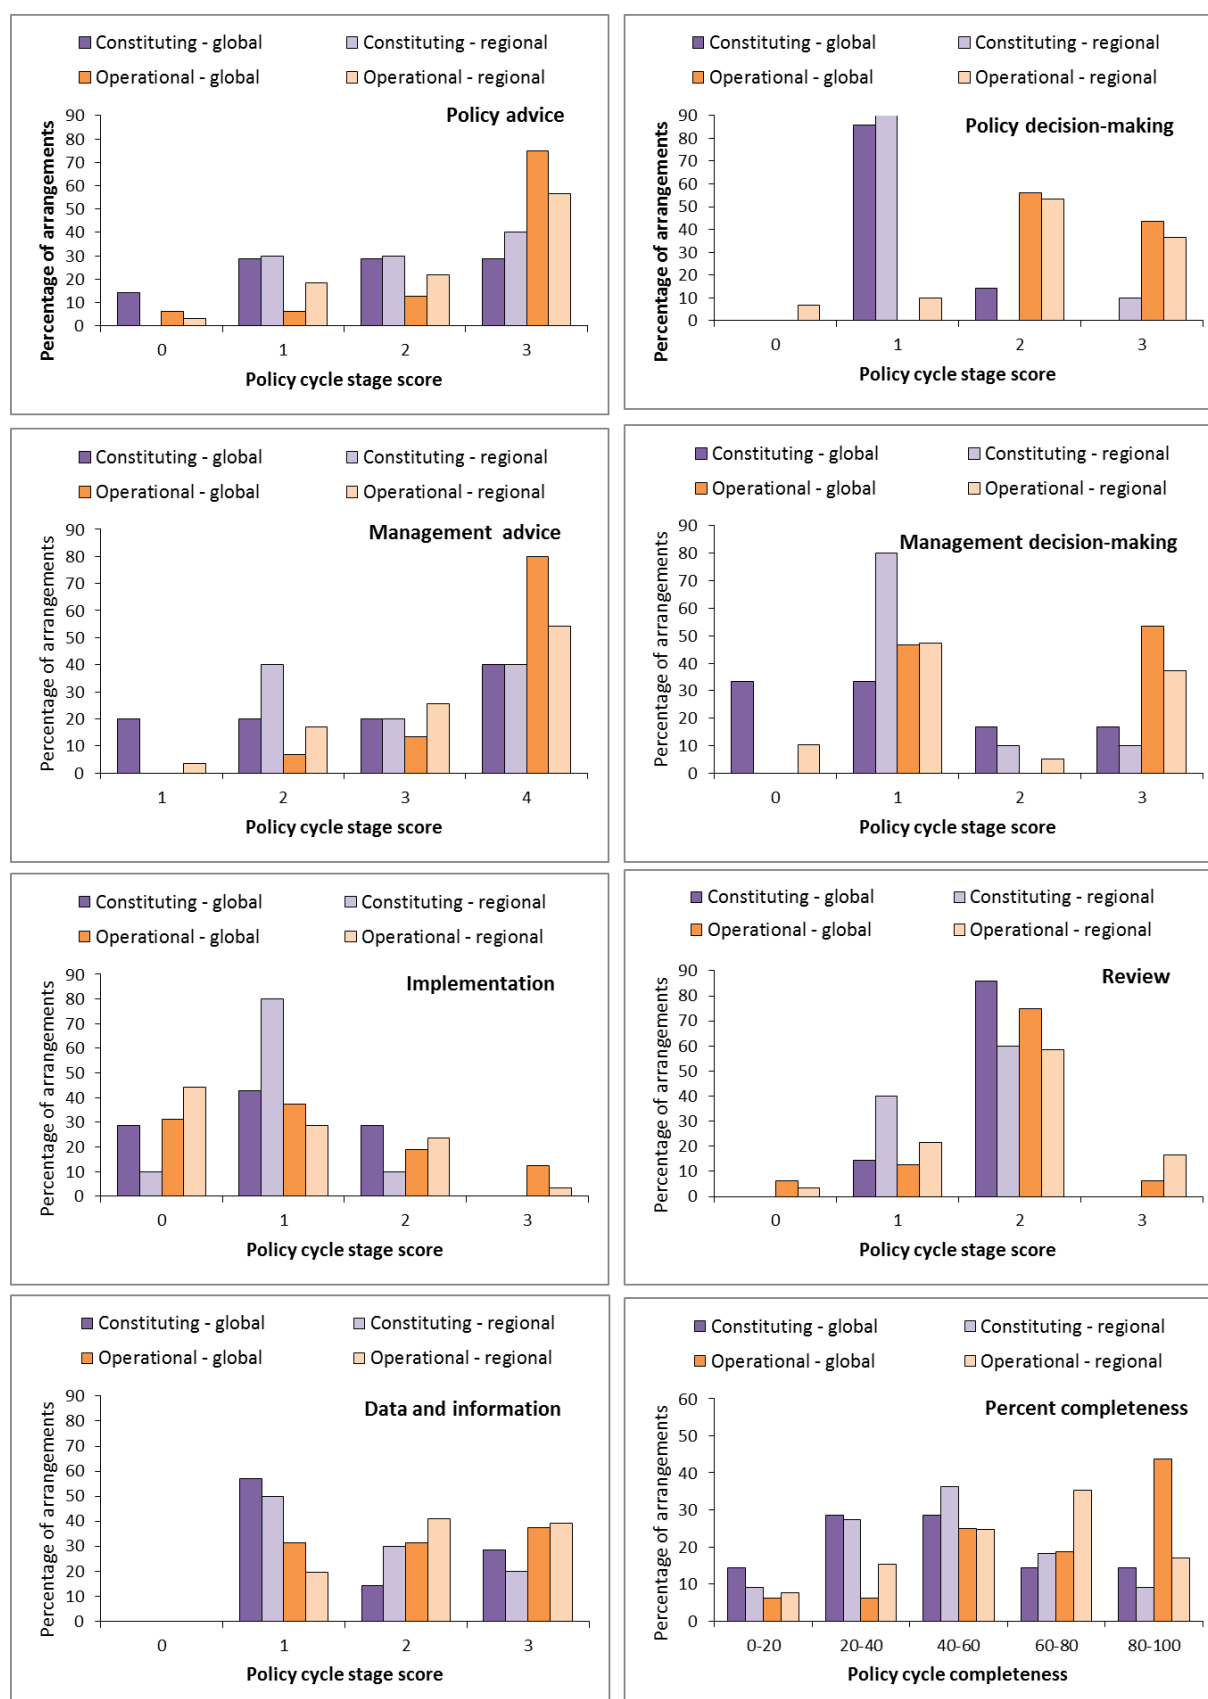 Constituting - global
Constituting - regional
Operational - global
Operational - regional
Policy advice
Percentage of arrangements
90
80
70
60
50
40
30
20
10
0
0 1 2 3
Policy cycle stage score
Constituting - global
Constituting - regional
Operational - global
Operational - regional
Policy decision-making
Percentage of arrangements
90
80
70
60
50
40
30
20
10
0
0 1 2 3
Policy cycle stage score
Constituting - global
Constituting - regional
Operational - global
Operational - regional
Management advice
Percentage of arrangements
90
80
70
60
50
40
30
20
10
0
1 2 3 4
Policy cycle stage score
Constituting - global
Constituting - regional
Operational - global
Operational - regional
Management decision-making
Percentage of arrangements
90
80
70
60
50
40
30
20
10
0
0 1 2 3
Policy cycle stage score
Constituting - global
Constituting - regional
Operational - global
Operational - regional
Implementation
Percentage of arrangements
90
80
70
60
50
40
30
20
10
0
0 1 2 3
Policy cycle stage score
Constituting - global
Constituting - regional
Operational - global
Operational - regional
Review
Percentage of arrangements
90
80
70
60
50
40
30
20
10
0
0 1 2 3
Policy cycle stage score
Constituting - global
Constituting - regional
Operational - global
Operational - regional
Data and information
Percentage of arrangements
90
80
70
60
50
40
30
20
10
0
0 1 2 3
Policy cycle stage score
Constituting - global
Constituting - regional
Operational - global
Operational - regional
Percent completeness
Percentage of arrangements
60
50
40
30
20
10
0
0-20 20-40 40-60 60-80 80-100
Policy cycle completeness